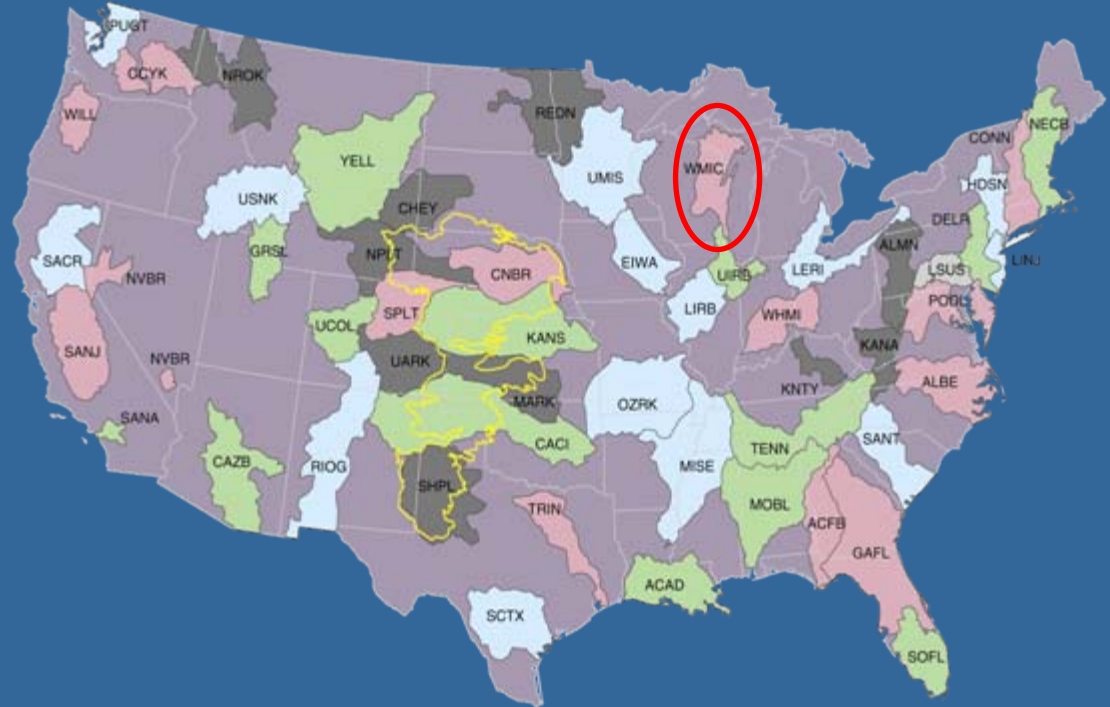 PUGT
CCYK
NROK
WILL
REDN
YELL
USNK
CHEY
UMIS
WMIC
CONN
NECB
HDSN
DELR
SACR
NVBR
GRSL
NPLT
CNBR
EIWA
UIRB
LERI
ALMN
LINJ
LSUS
PODL
SPLT
UCOL
KANS
LIRB
WHMI
KANA
SANJ
NVBR
UARK
MARK
OZRK
KNTY
ALBE
SANA
CAZB
RIOG
CACI
MISE
TENN
SANT
SHPL
TRIN
MOBL
ACFB
GAFL
ACAD
SCTX
SOFL